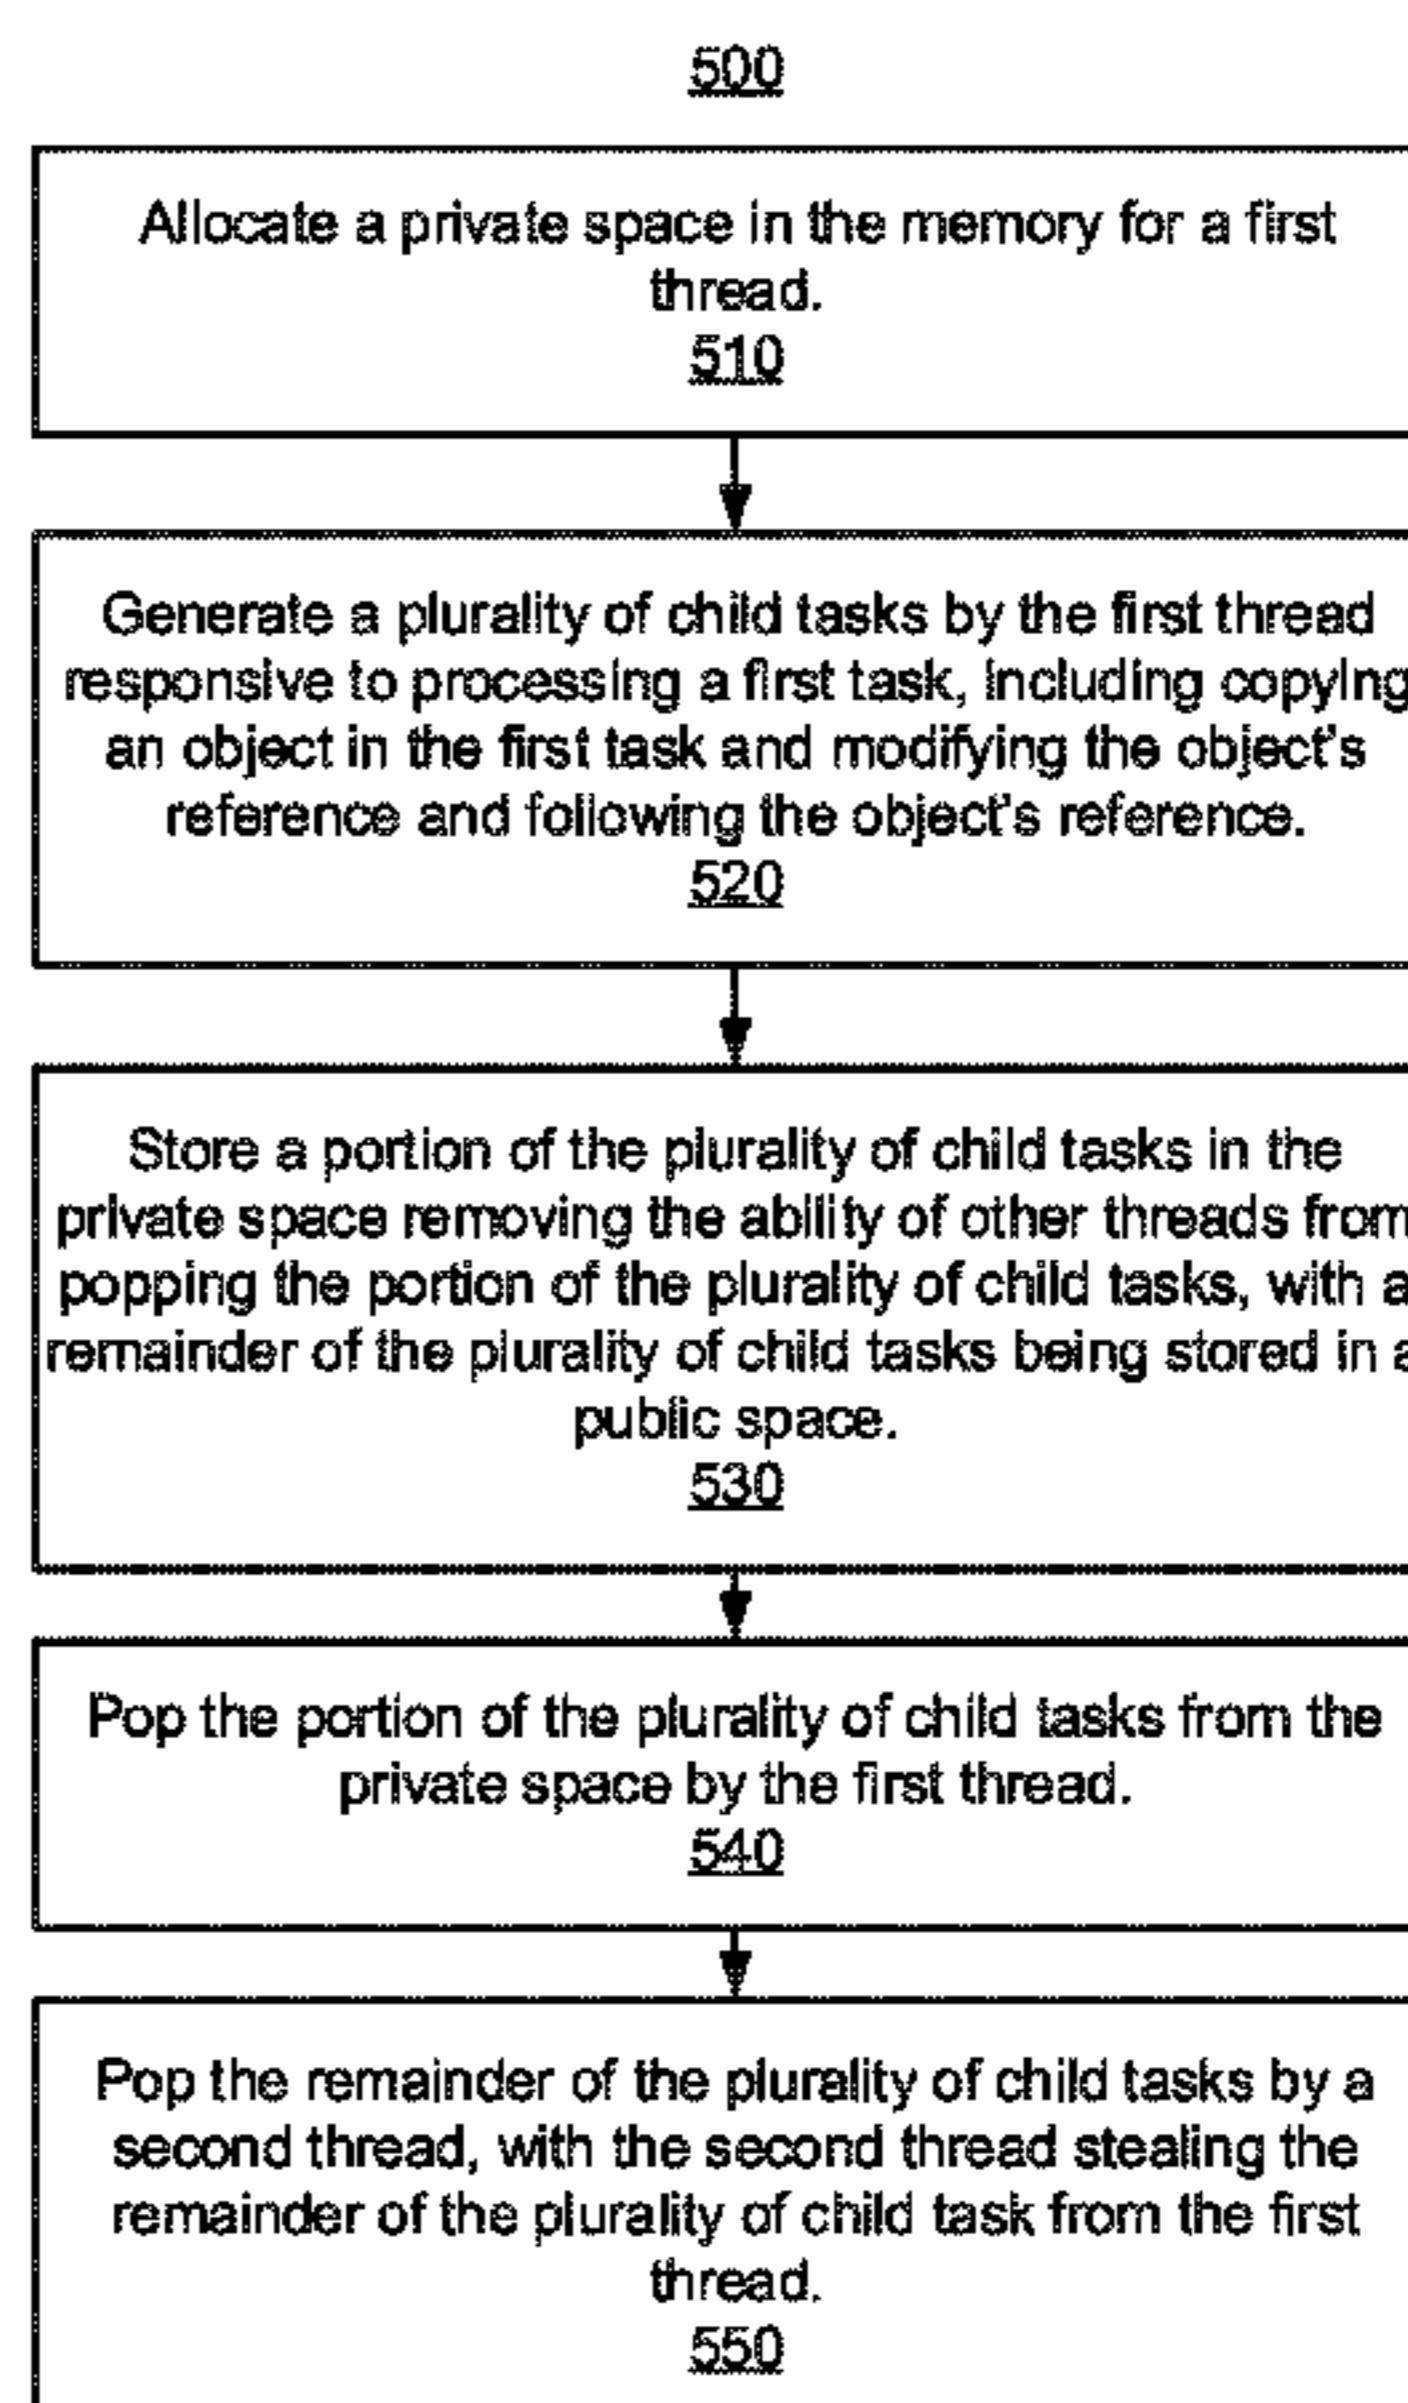 500
Allocate a private space in the memory for a first
thread.
510
Generate a plurality of child tasks by the first thread
responsive to processing a first task, including copying
an object in the first task and modifying the object's
reference and following the object's reference.
520
Store a portion of the plurality of child tasks in the
private space removing the ability of other threads from
popping the portion of the plurality of child tasks, with a
remainder of the plurality of child tasks being stored in a
public space.
530
Pop the portion of the plurality of child tasks from the
private space by the first thread.
540
Pop the remainder of the plurality of child tasks by a
second thread, with the second thread stealing the
remainder of the plurality of child task from the first
thread.
550